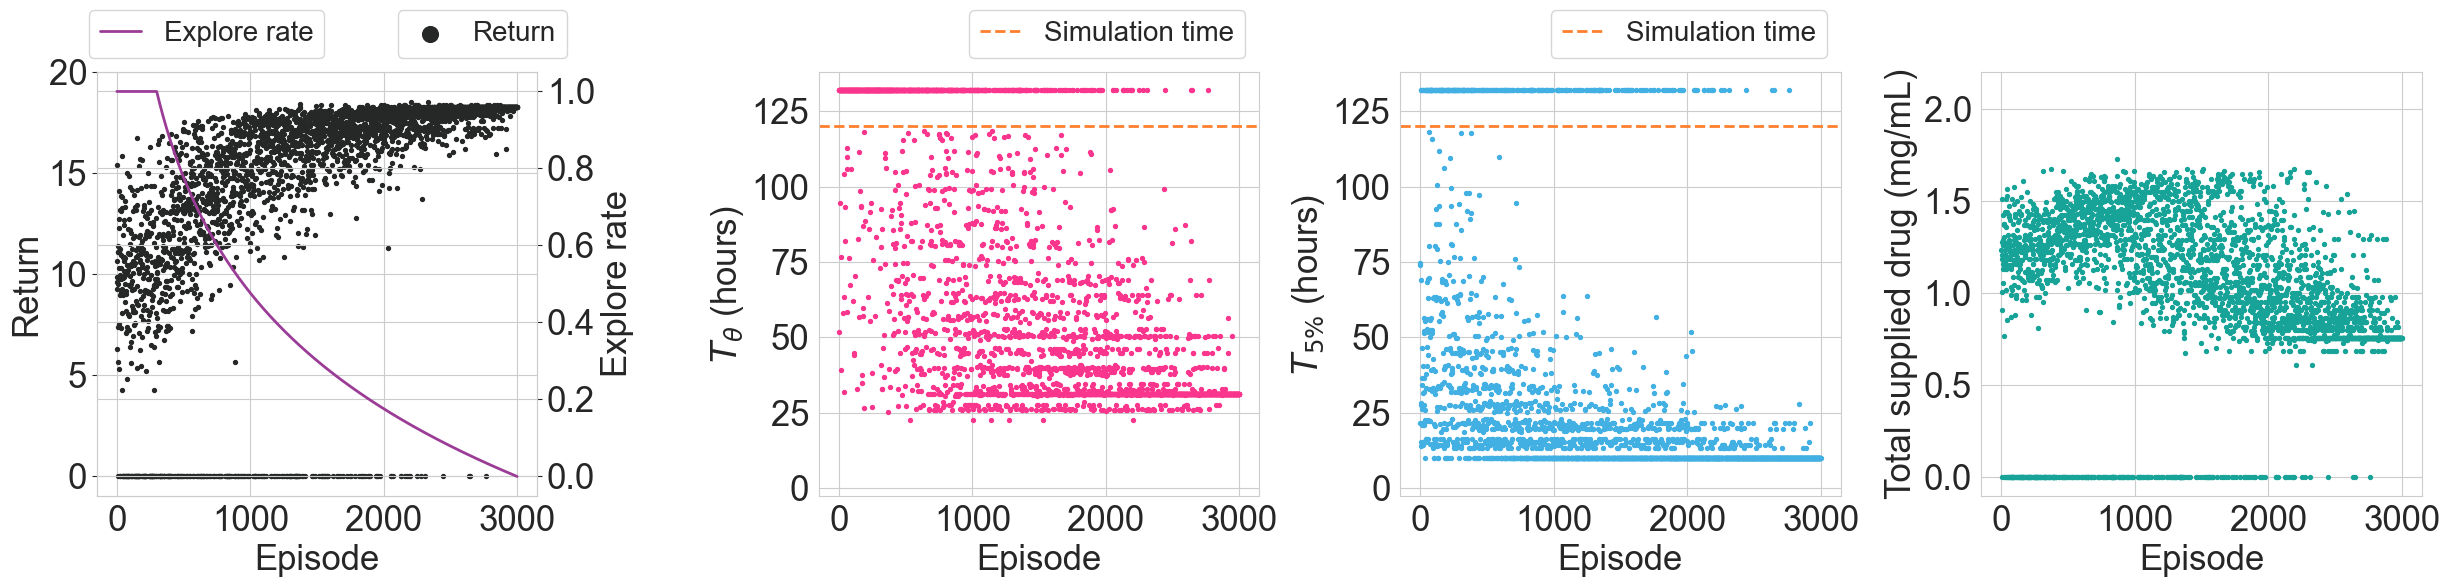 Explore rate
Return
Simulation time
Simulation time
20
15
10
5
0
Return
1.0
0.8
0.6
0.4
0.2
0.0
Explore rate
0 1000 2000 3000
Episode
125
100
75
50
25
0
T_θ (hours)
0 1000 2000 3000
Episode
125
100
75
50
25
0
T_5% (hours)
0 1000 2000 3000
Episode
2.0
1.5
1.0
0.5
0.0
Total supplied drug (mg/mL)
0 1000 2000 3000
Episode